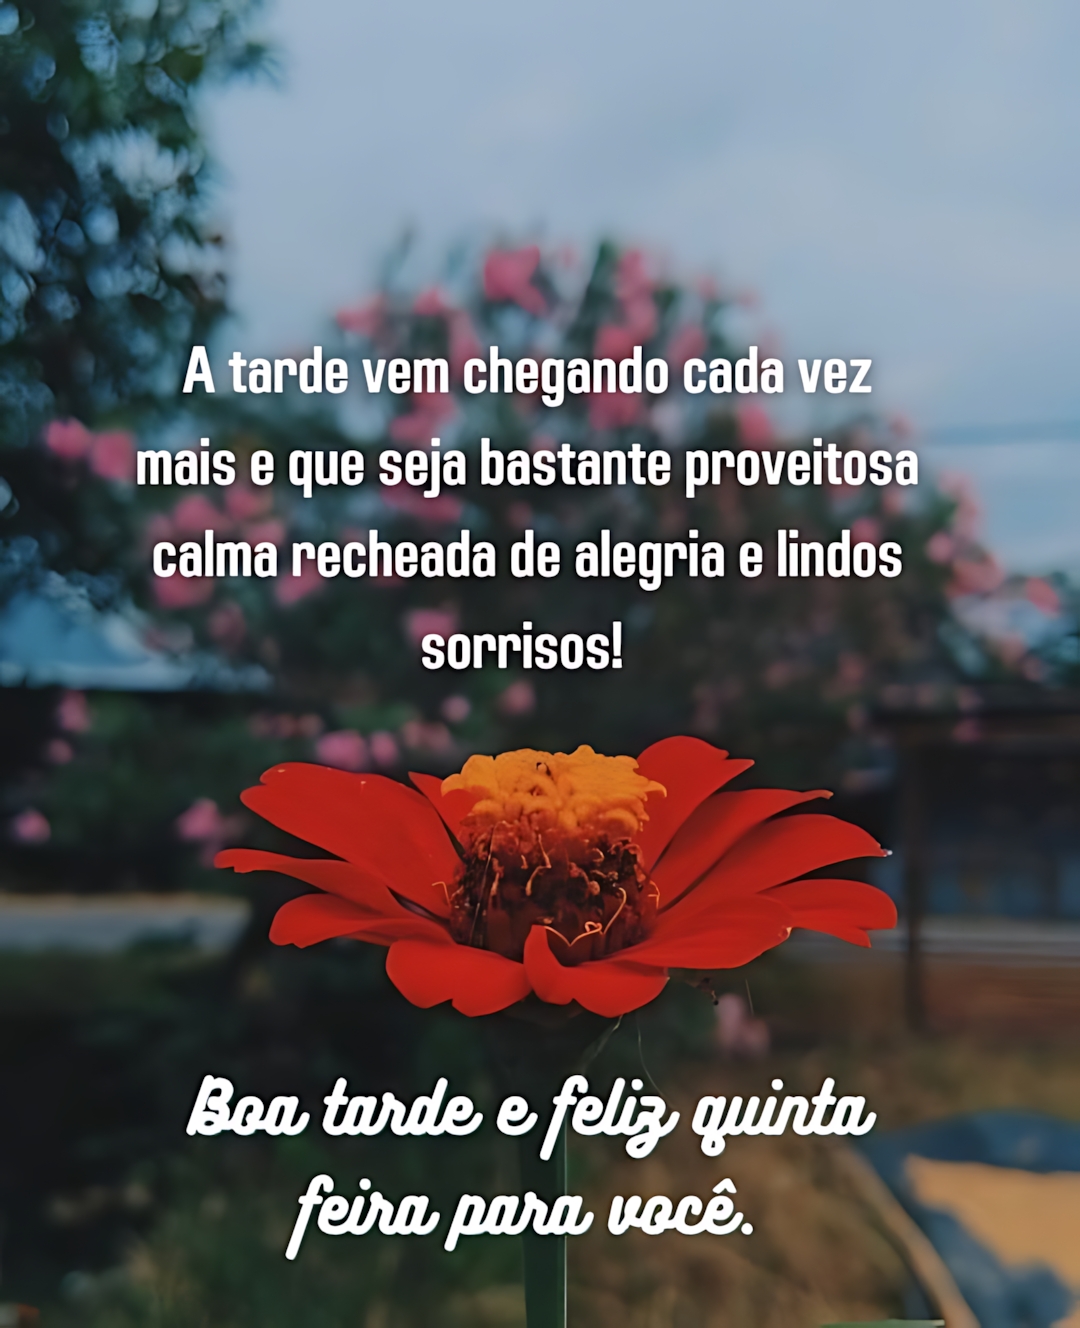 A tarde vem chegando cada vez
mais e que seja bastante proveitosa
calma recheada de alegria e lindos
sorrisos!
Boa tarde e feliz quinta
feira para você.